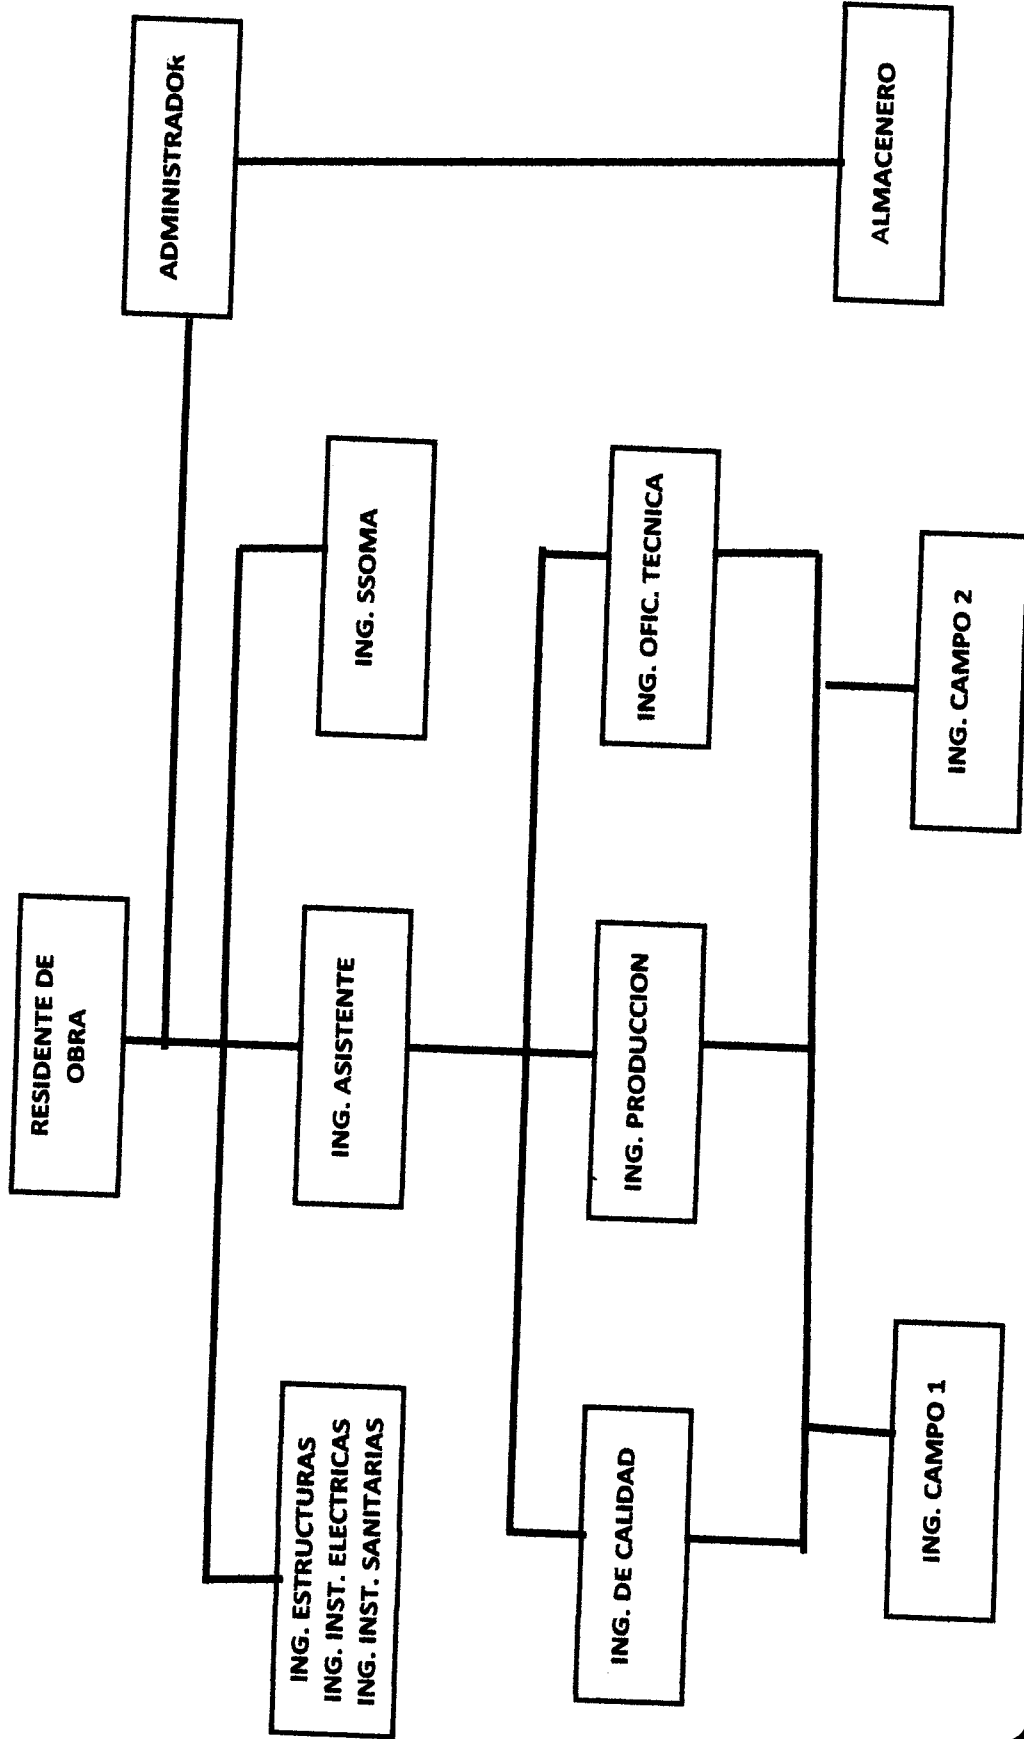 RESIDENTE DE
OBRA
ADMINISTRADOR
ING. ESTRUCTURAS
ING. INST. ELECTRICAS
ING. INST. SANITARIAS
ING. ASISTENTE
ING. SSOMA
ING. DE CALIDAD
ING. PRODUCCION
ING. OFIC. TECNICA
ALMACENERO
ING. CAMPO 1
ING. CAMPO 2